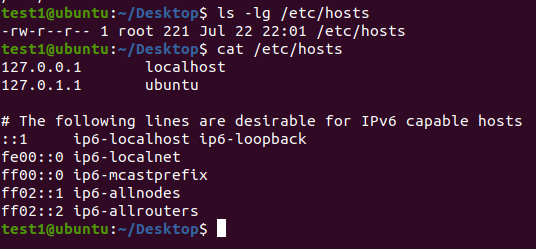 test1@ubuntu:~/Desktop$ ls -lg /etc/hosts
-rw-r--r-- 1 root 221 Jul 22 22:01 /etc/hosts
test1@ubuntu:~/Desktop$ cat /etc/hosts
127.0.0.1       localhost
127.0.1.1       ubuntu

# The following lines are desirable for IPv6 capable hosts
::1     ip6-localhost ip6-loopback
fe00::0 ip6-localnet
ff00::0 ip6-mcastprefix
ff02::1 ip6-allnodes
ff02::2 ip6-allrouters
test1@ubuntu:~/Desktop$